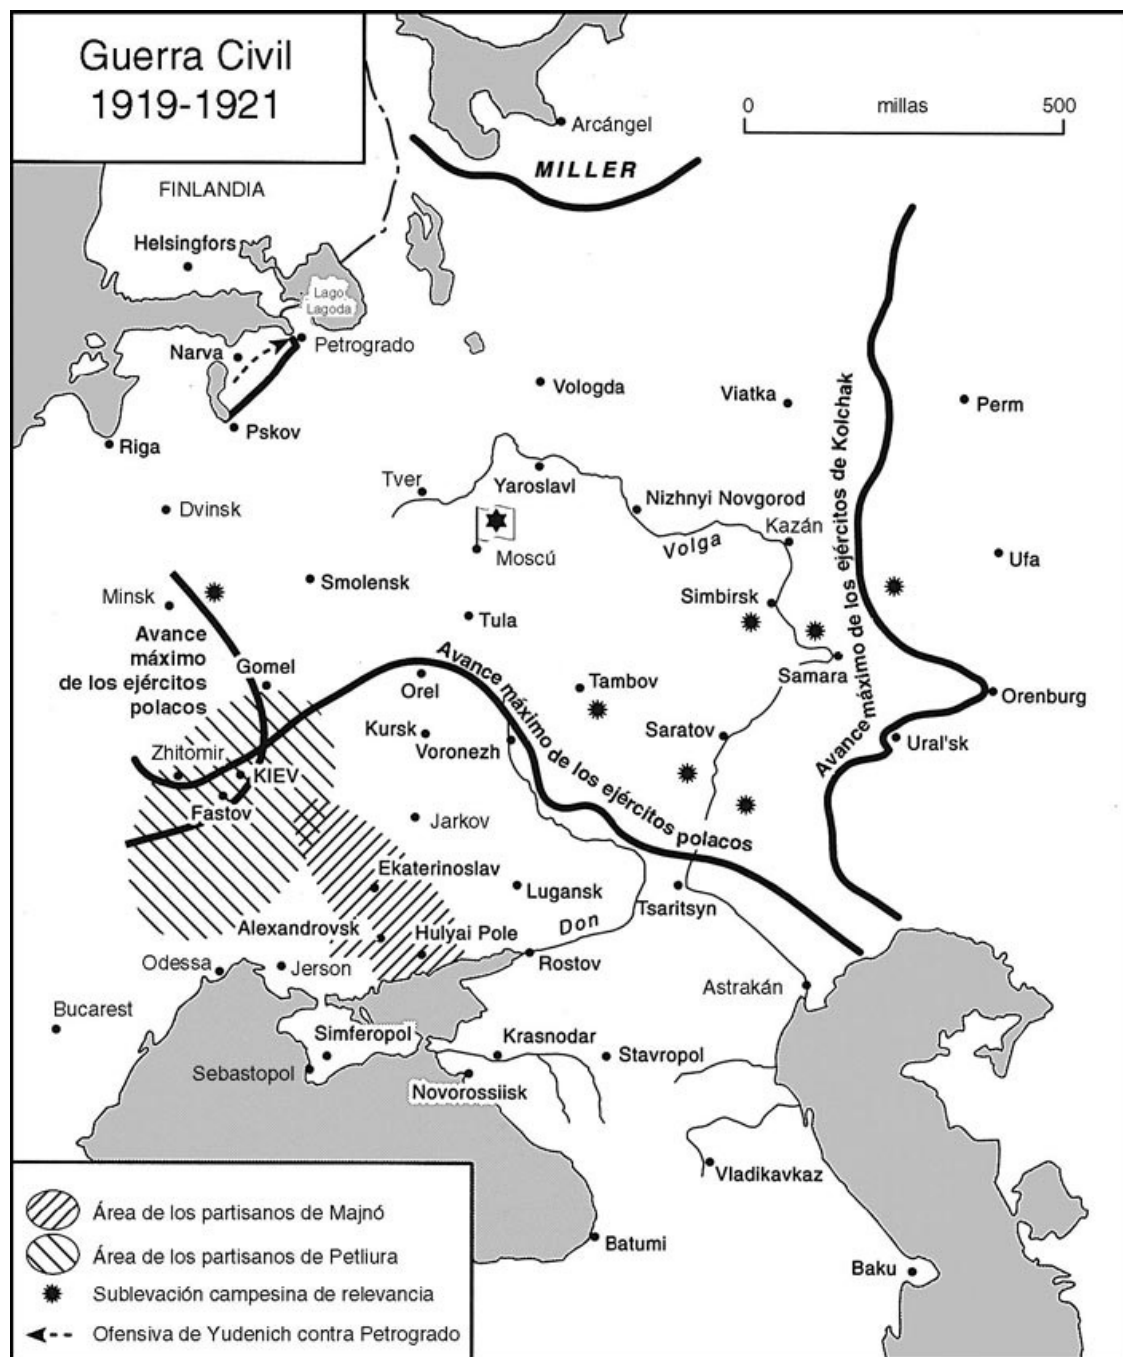 Guerra Civil
1919-1921
0 millas 500
Arcángel
MILLER
FINLANDIA
Helsingfors
Lago
Lagoda
Narva
Petrogrado
Pskov
Riga
Vologda
Viatka
Perm
Tver
Yaroslavl
Nizhnyi Novgorod
Dvinsk
Moscú
Volga
Kazán
Ufa
Avance máximo de los ejércitos de Kolchak
Minsk
Smolensk
Simbirsk
Tula
Avance
máximo
de los ejércitos
polacos
Gomel
Avance máximo de los ejércitos polacos
Orel
Tambov
Samara
Orenburg
Kursk
Voronezh
Saratov
Ural'sk
Zhitomir
KIEV
Fastov
Jarkov
Ekaterinoslav
Lugansk
Tsaritsyn
Alexandrovsk
Hulyai Pole
Don
Odessa
Jerson
Rostov
Astrakán
Bucarest
Simferopol
Krasnodar
Stavropol
Sebastopol
Novorossiisk
Vladikavkaz
Batumi
Baku
Área de los partisanos de Majnó
Área de los partisanos de Petliura
Sublevación campesina de relevancia
Ofensiva de Yudenich contra Petrogrado